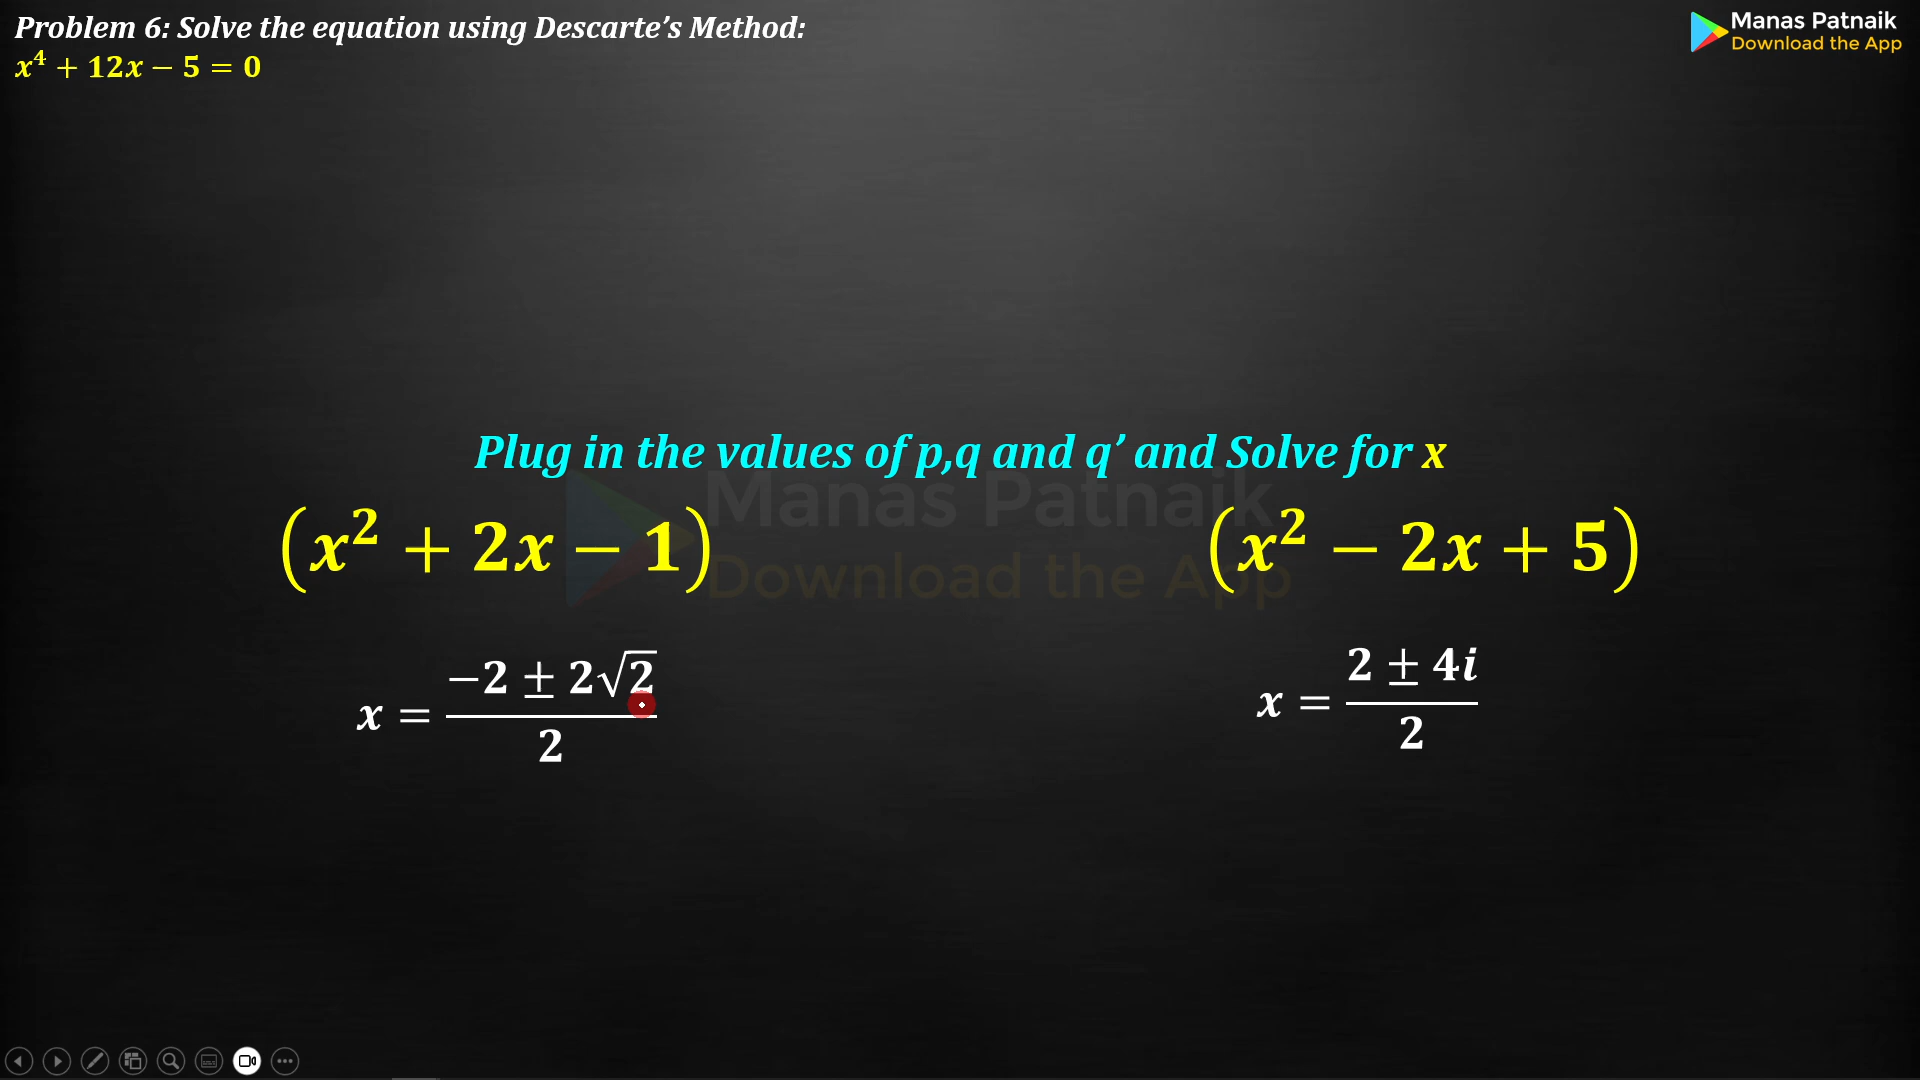 Problem 6: Solve the equation using Descarte’s Method:
x⁴ + 12x − 5 = 0
Manas Patnaik
Download the App
Plug in the values of p,q and q’ and Solve for x
Manas Patnaik
Download the App
(x² + 2x − 1) (x² − 2x + 5)
x = (−2 ± 2√2)/2
x = (2 ± 4i)/2